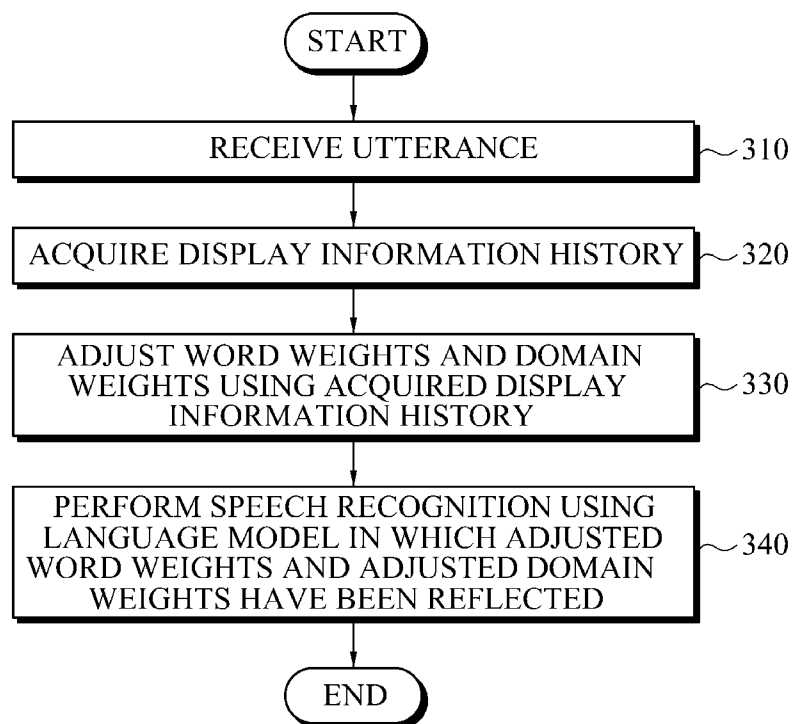 START
RECEIVE UTTERANCE
310
ACQUIRE DISPLAY INFORMATION HISTORY
320
ADJUST WORD WEIGHTS AND DOMAIN
WEIGHTS USING ACQUIRED DISPLAY
INFORMATION HISTORY
330
PERFORM SPEECH RECOGNITION USING
LANGUAGE MODEL IN WHICH ADJUSTED
WORD WEIGHTS AND ADJUSTED DOMAIN
WEIGHTS HAVE BEEN REFLECTED
340
END